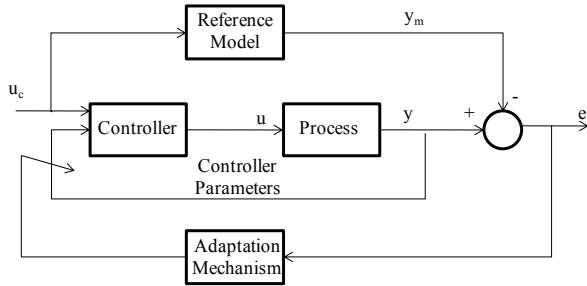 Reference
Model
y_m
u_c
-
Controller
u
Process
y
+
e
Controller
Parameters
Adaptation
Mechanism